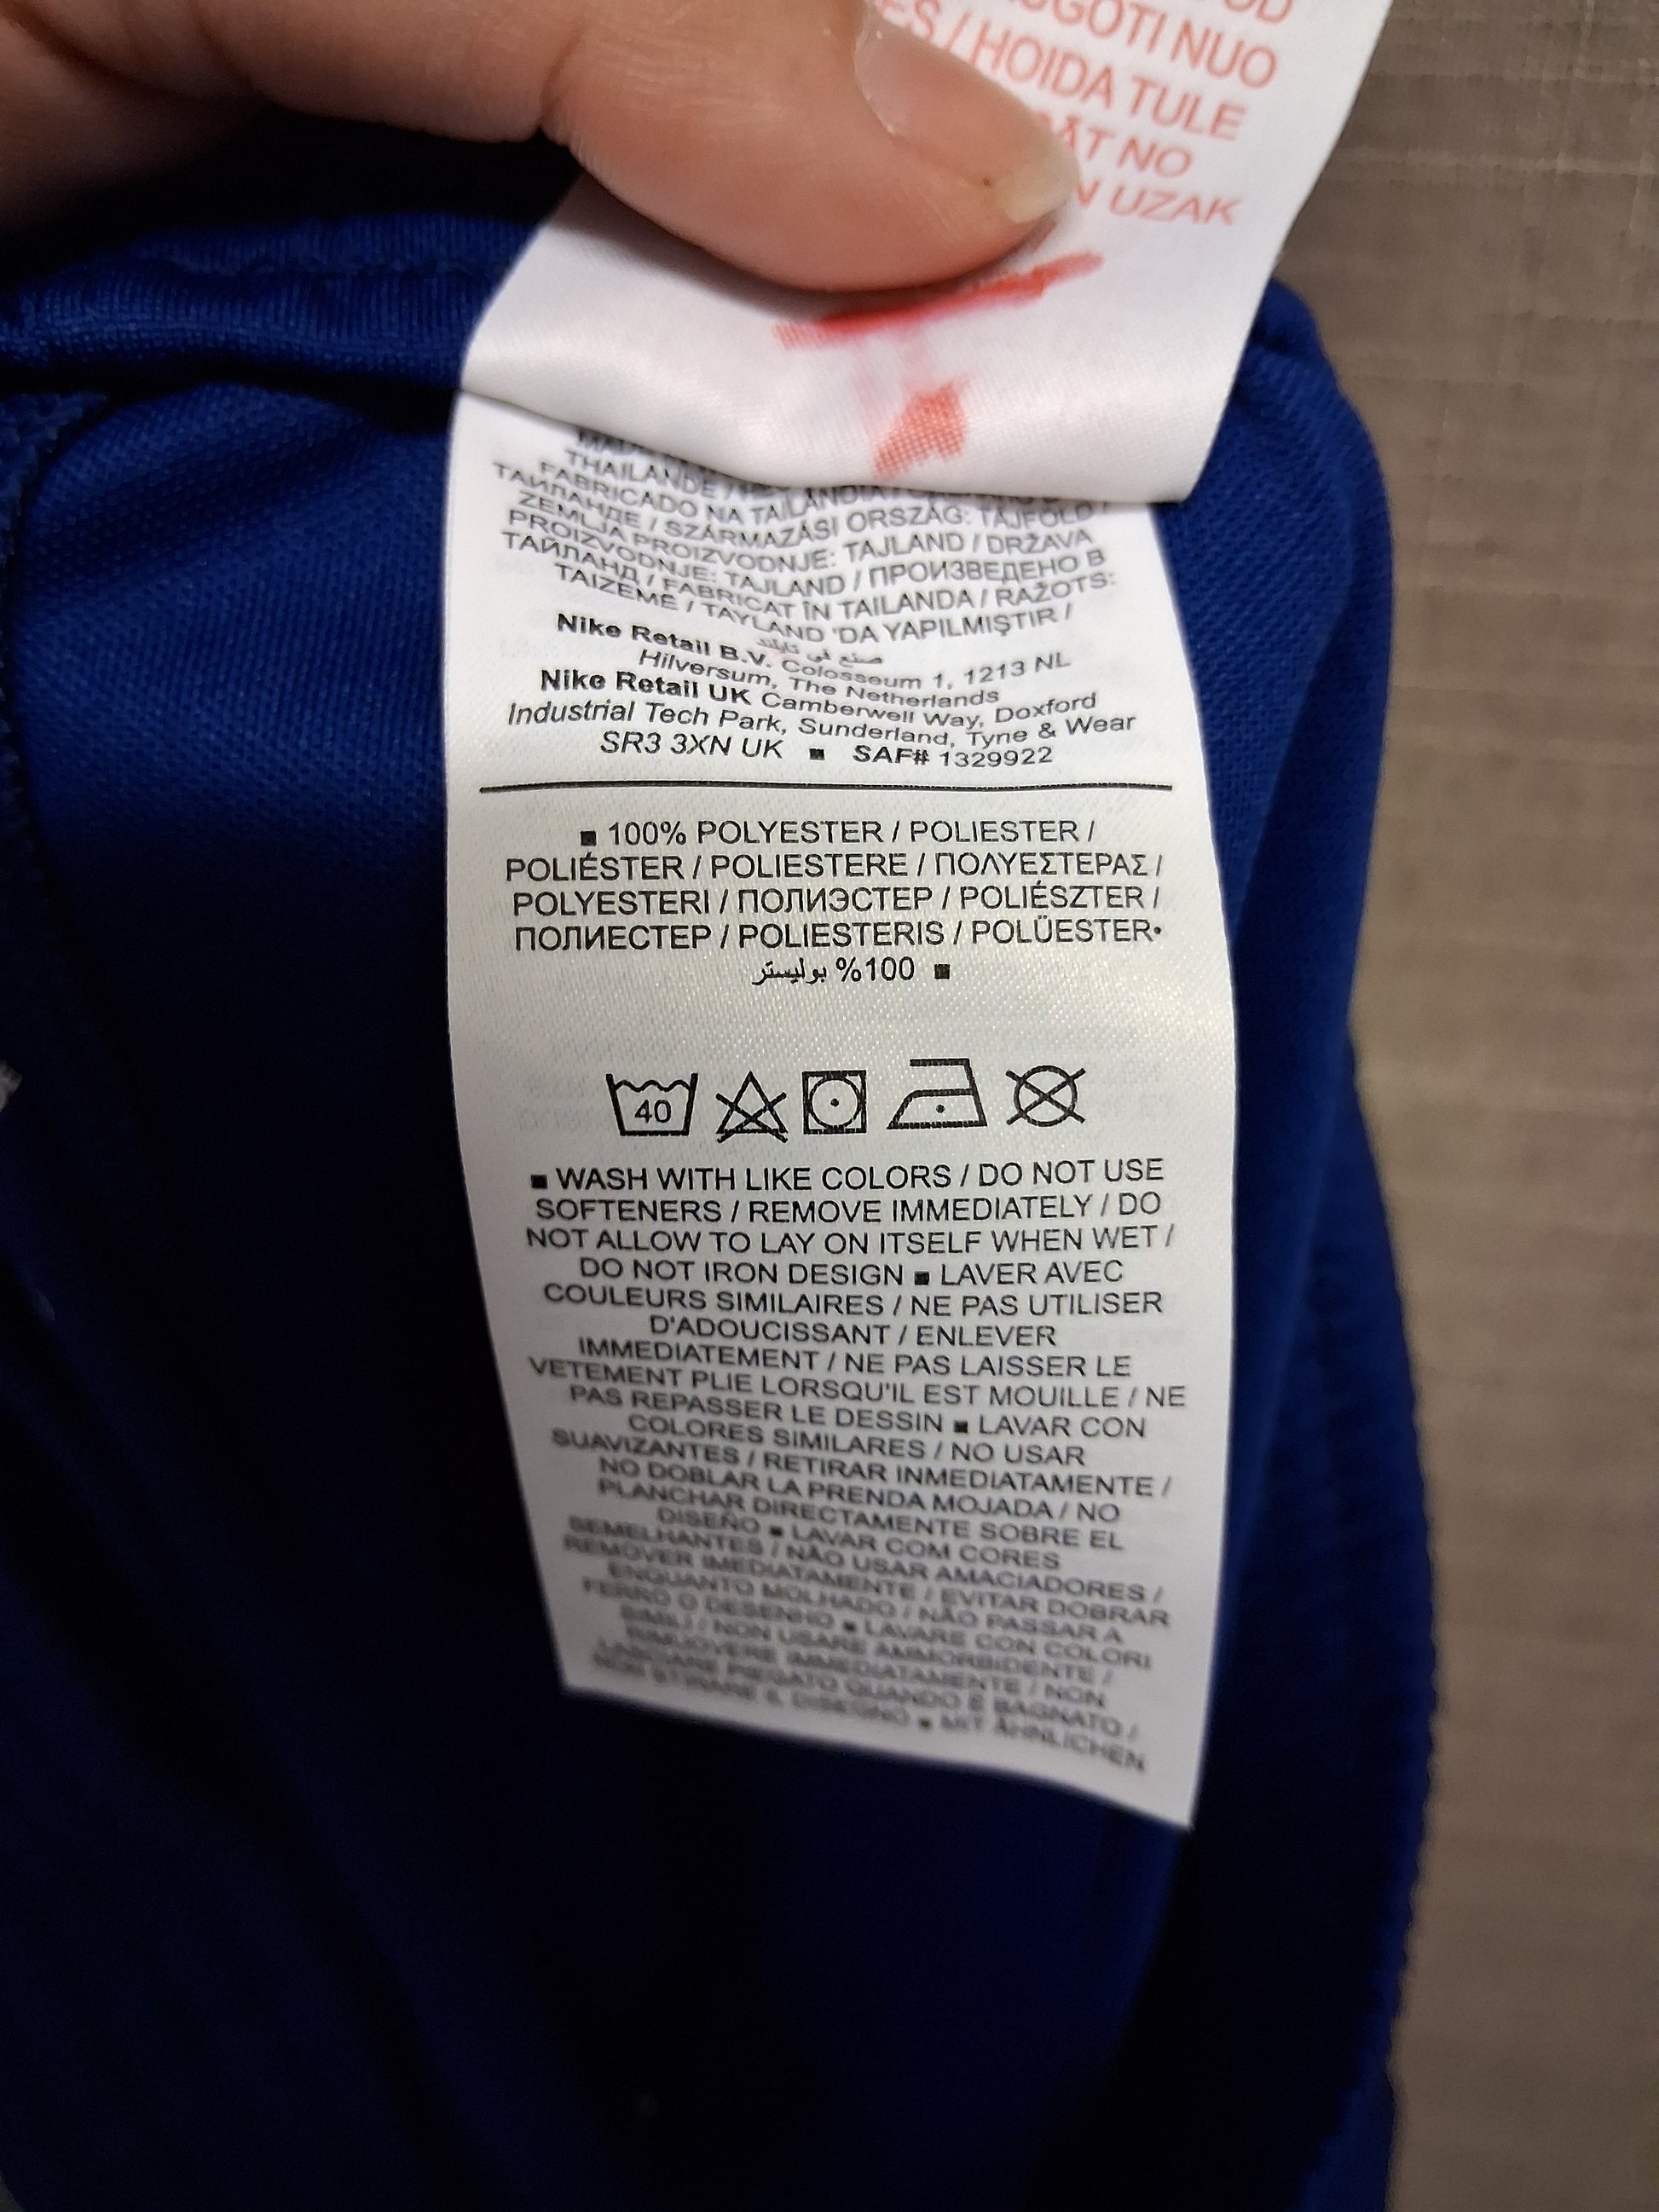 OD
UGOTI NUO
ES / HOIDA TULE
ĂT NO
N UZAK
THAILANDE /
FABRICADO NA TAILÂNDIA /
ТАЙЛАНДЕ / SZÁRMAZÁSI ORSZÁG: TAJFÖLD /
ZEMLJA PROIZVODNJE: TAJLAND / DRŽAVA
PROIZVODNJE: TAJLAND / ПРОИЗВЕДЕНО В
ТАЙЛАНД / FABRICAT ÎN TAILANDA / RAŽOTS:
TAIZEMĒ / TAYLAND 'DA YAPILMIŞTIR /
صنع في تايلند
Nike Retail B.V. Colosseum 1, 1213 NL
Hilversum, The Netherlands
Nike Retail UK Camberwell Way, Doxford
Industrial Tech Park, Sunderland, Tyne & Wear
SR3 3XN UK ■ SAF# 1329922
■ 100% POLYESTER / POLIESTER /
POLIÉSTER / POLIESTERE / ΠΟΛΥΕΣΤΕΡΑΣ /
POLYESTERI / ПОЛИЭСТЕР / POLIÉSZTER /
ПОЛИЕСТЕР / POLIESTERIS / POLÜESTER•
■ 100% بوليستر
40
■ WASH WITH LIKE COLORS / DO NOT USE
SOFTENERS / REMOVE IMMEDIATELY / DO
NOT ALLOW TO LAY ON ITSELF WHEN WET /
DO NOT IRON DESIGN ■ LAVER AVEC
COULEURS SIMILAIRES / NE PAS UTILISER
D'ADOUCISSANT / ENLEVER
IMMEDIATEMENT / NE PAS LAISSER LE
VETEMENT PLIE LORSQU'IL EST MOUILLE / NE
PAS REPASSER LE DESSIN ■ LAVAR CON
COLORES SIMILARES / NO USAR
SUAVIZANTES / RETIRAR INMEDIATAMENTE /
NO DOBLAR LA PRENDA MOJADA / NO
PLANCHAR DIRECTAMENTE SOBRE EL
DISEÑO ■ LAVAR COM CORES
SEMELHANTES / NÃO USAR AMACIADORES /
REMOVER IMEDIATAMENTE / EVITAR DOBRAR
ENQUANTO MOLHADO / NÃO PASSAR A
FERRO O DESENHO ■ LAVARE CON COLORI
SIMILI / NON USARE AMMORBIDENTE /
RIMUOVERE IMMEDIATAMENTE / NON
LASCIARE PIEGATO QUANDO È BAGNATO /
NON STIRARE IL DISEGNO ■ MIT ÄHNLICHEN